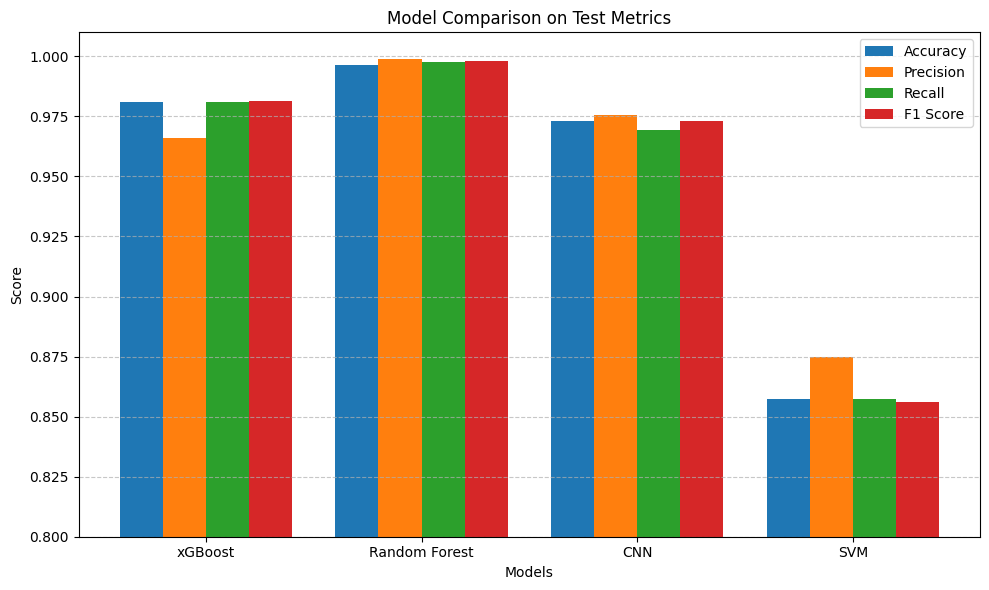 Model Comparison on Test Metrics
Accuracy
Precision
Recall
F1 Score
Score
1.000
0.975
0.950
0.925
0.900
0.875
0.850
0.825
0.800
xGBoost
Random Forest
CNN
SVM
Models